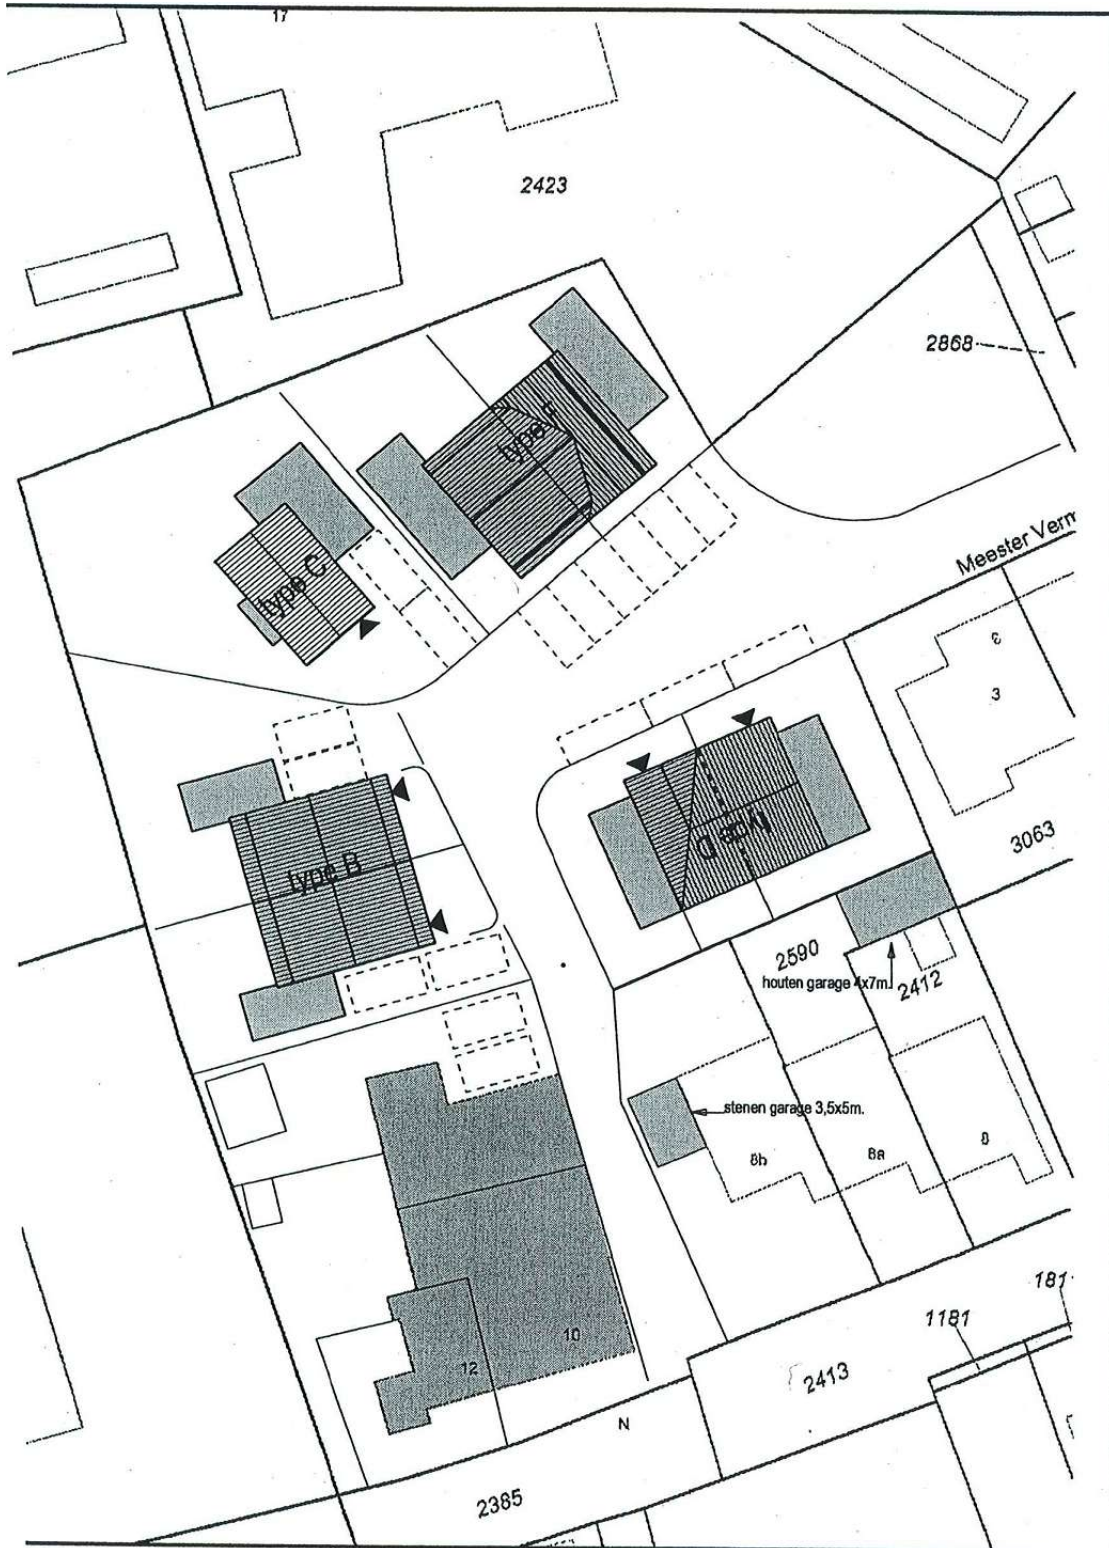 17
2423
2868
type F
Meester Verm
type C
3
3
type D
type B
3063
2590
houten garage 4x7m.
2412
stenen garage 3,5x5m.
8b
8a
8
181
1181
10
12
2413
N
2385